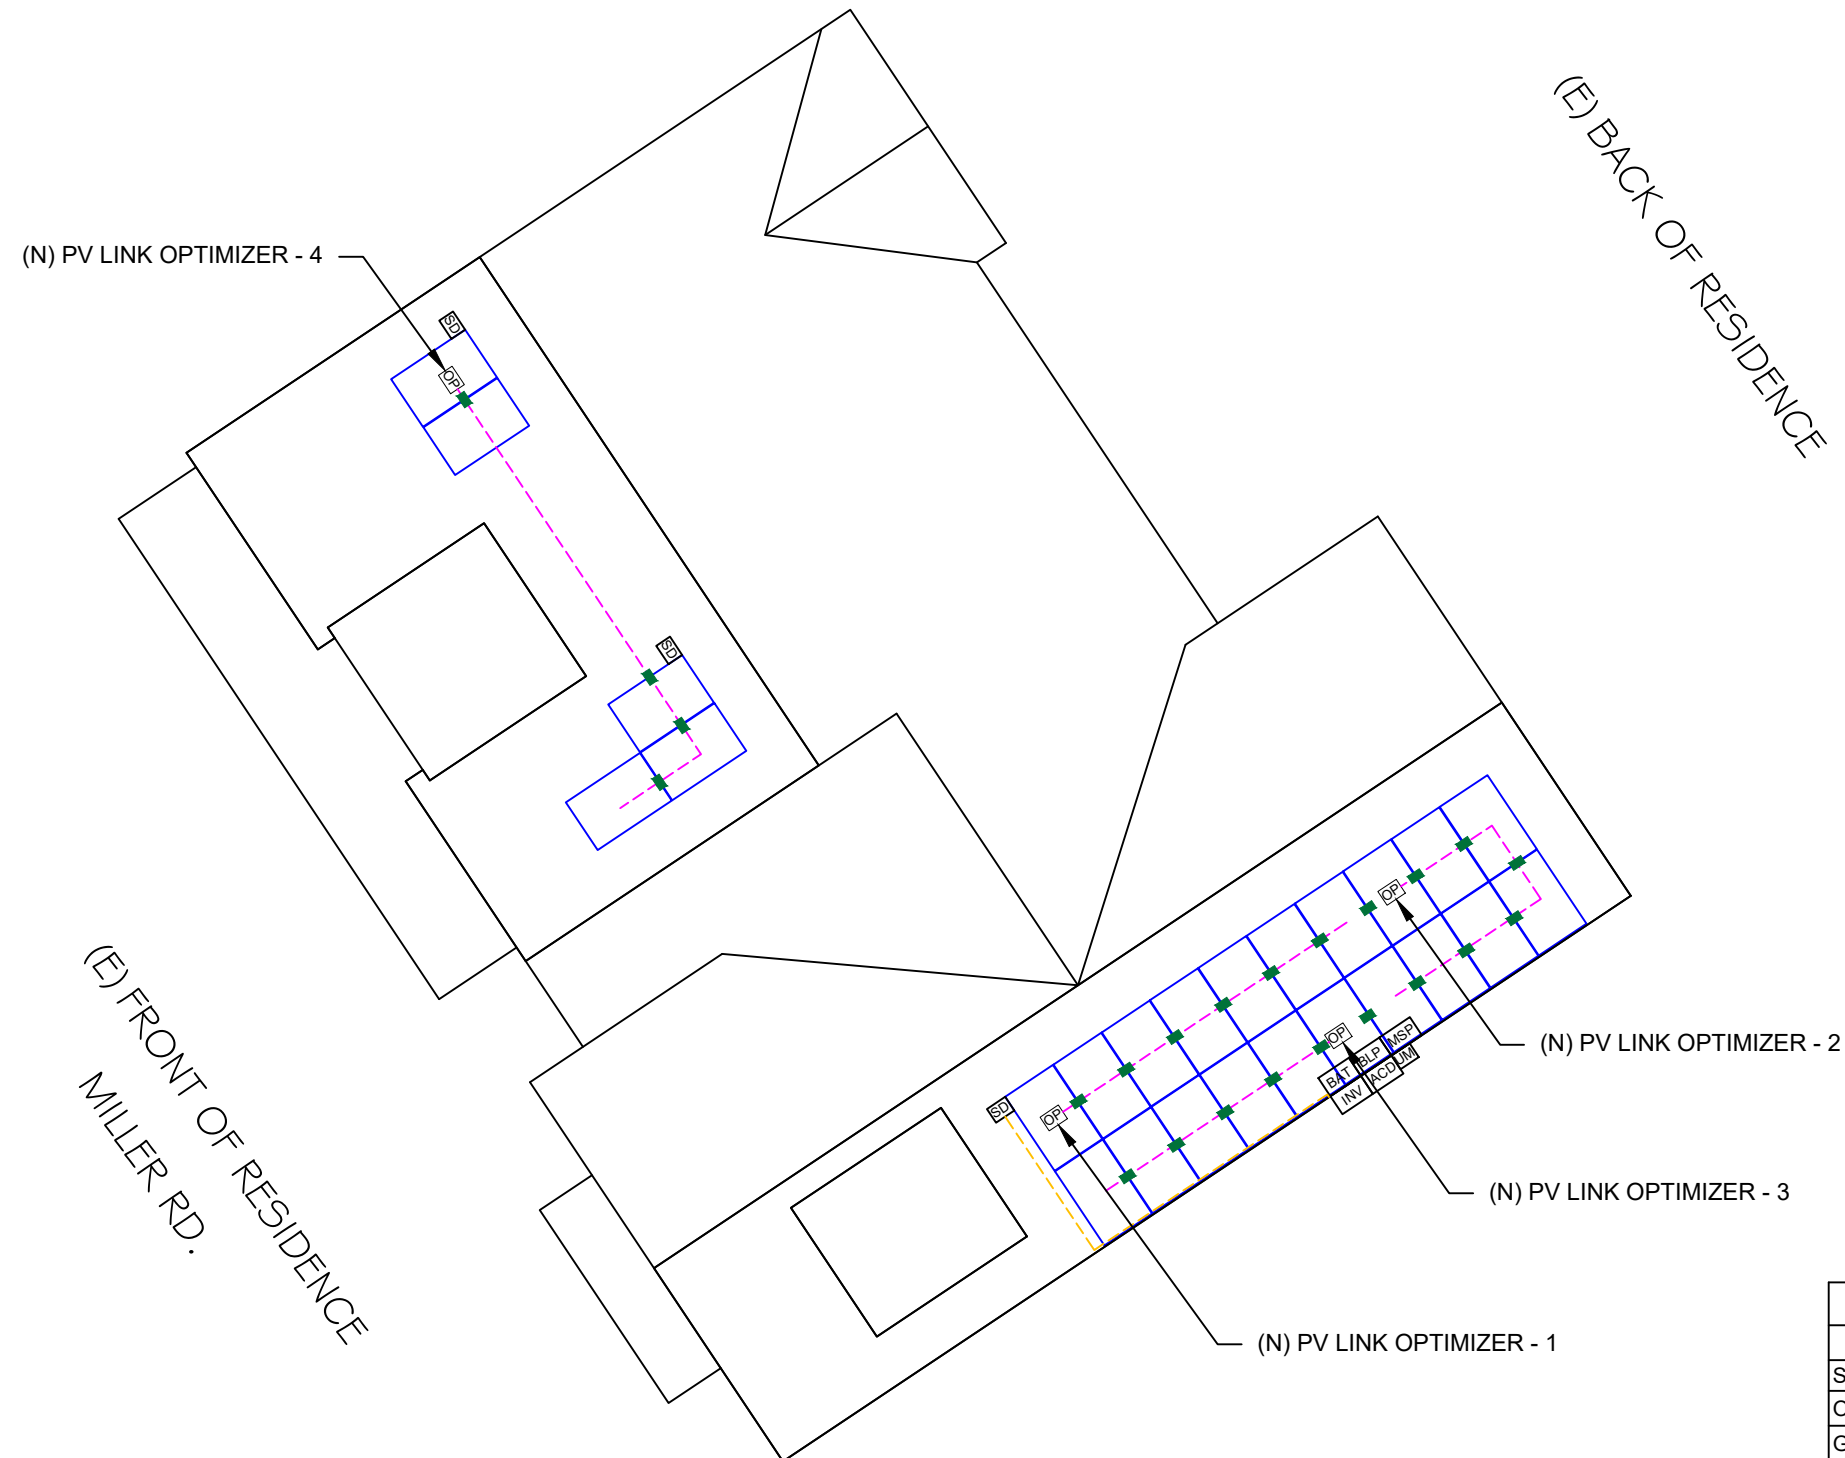 (E) BACK OF RESIDENCE
(N) PV LINK OPTIMIZER - 4
SD
OP
SD
OP
(N) PV LINK OPTIMIZER - 2
OP
MSP
BLP
UM
BAT
ACD
INV
SD
OP
(N) PV LINK OPTIMIZER - 3
(N) PV LINK OPTIMIZER - 1
(E) FRONT OF RESIDENCE
MILLER RD.
S
G